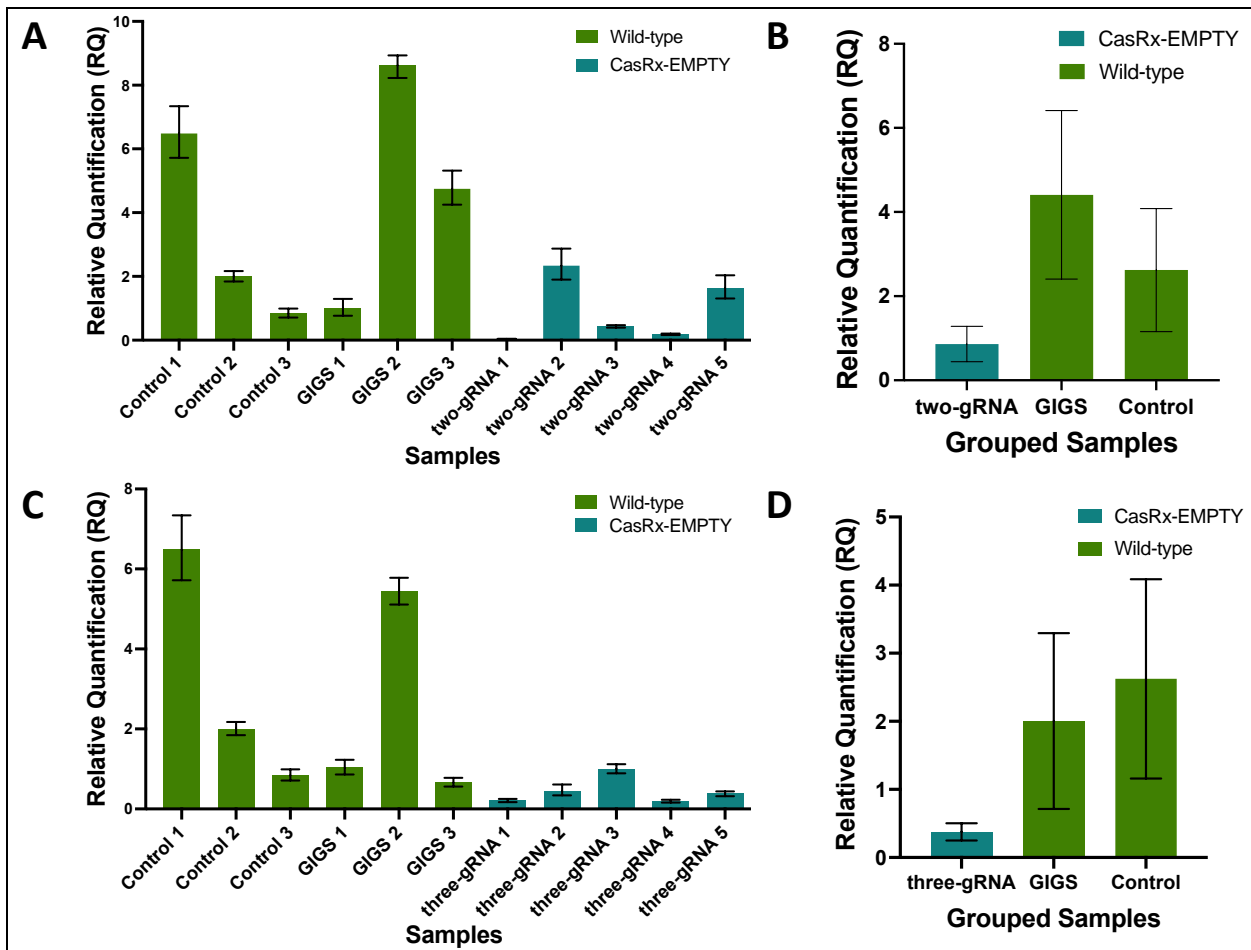 A
Relative Quantification (RQ)
10
8
6
4
2
0
Wild-type
CasRx-EMPTY
Control 1
Control 2
Control 3
GIGS 1
GIGS 2
GIGS 3
two-gRNA 1
two-gRNA 2
two-gRNA 3
two-gRNA 4
two-gRNA 5
Samples
B
Relative Quantification (RQ)
8
6
4
2
0
CasRx-EMPTY
Wild-type
two-gRNA
GIGS
Control
Grouped Samples
C
Relative Quantification (RQ)
8
6
4
2
0
Wild-type
CasRx-EMPTY
Control 1
Control 2
Control 3
GIGS 1
GIGS 2
GIGS 3
three-gRNA 1
three-gRNA 2
three-gRNA 3
three-gRNA 4
three-gRNA 5
Samples
D
Relative Quantification (RQ)
5
4
3
2
1
0
CasRx-EMPTY
Wild-type
three-gRNA
GIGS
Control
Grouped Samples